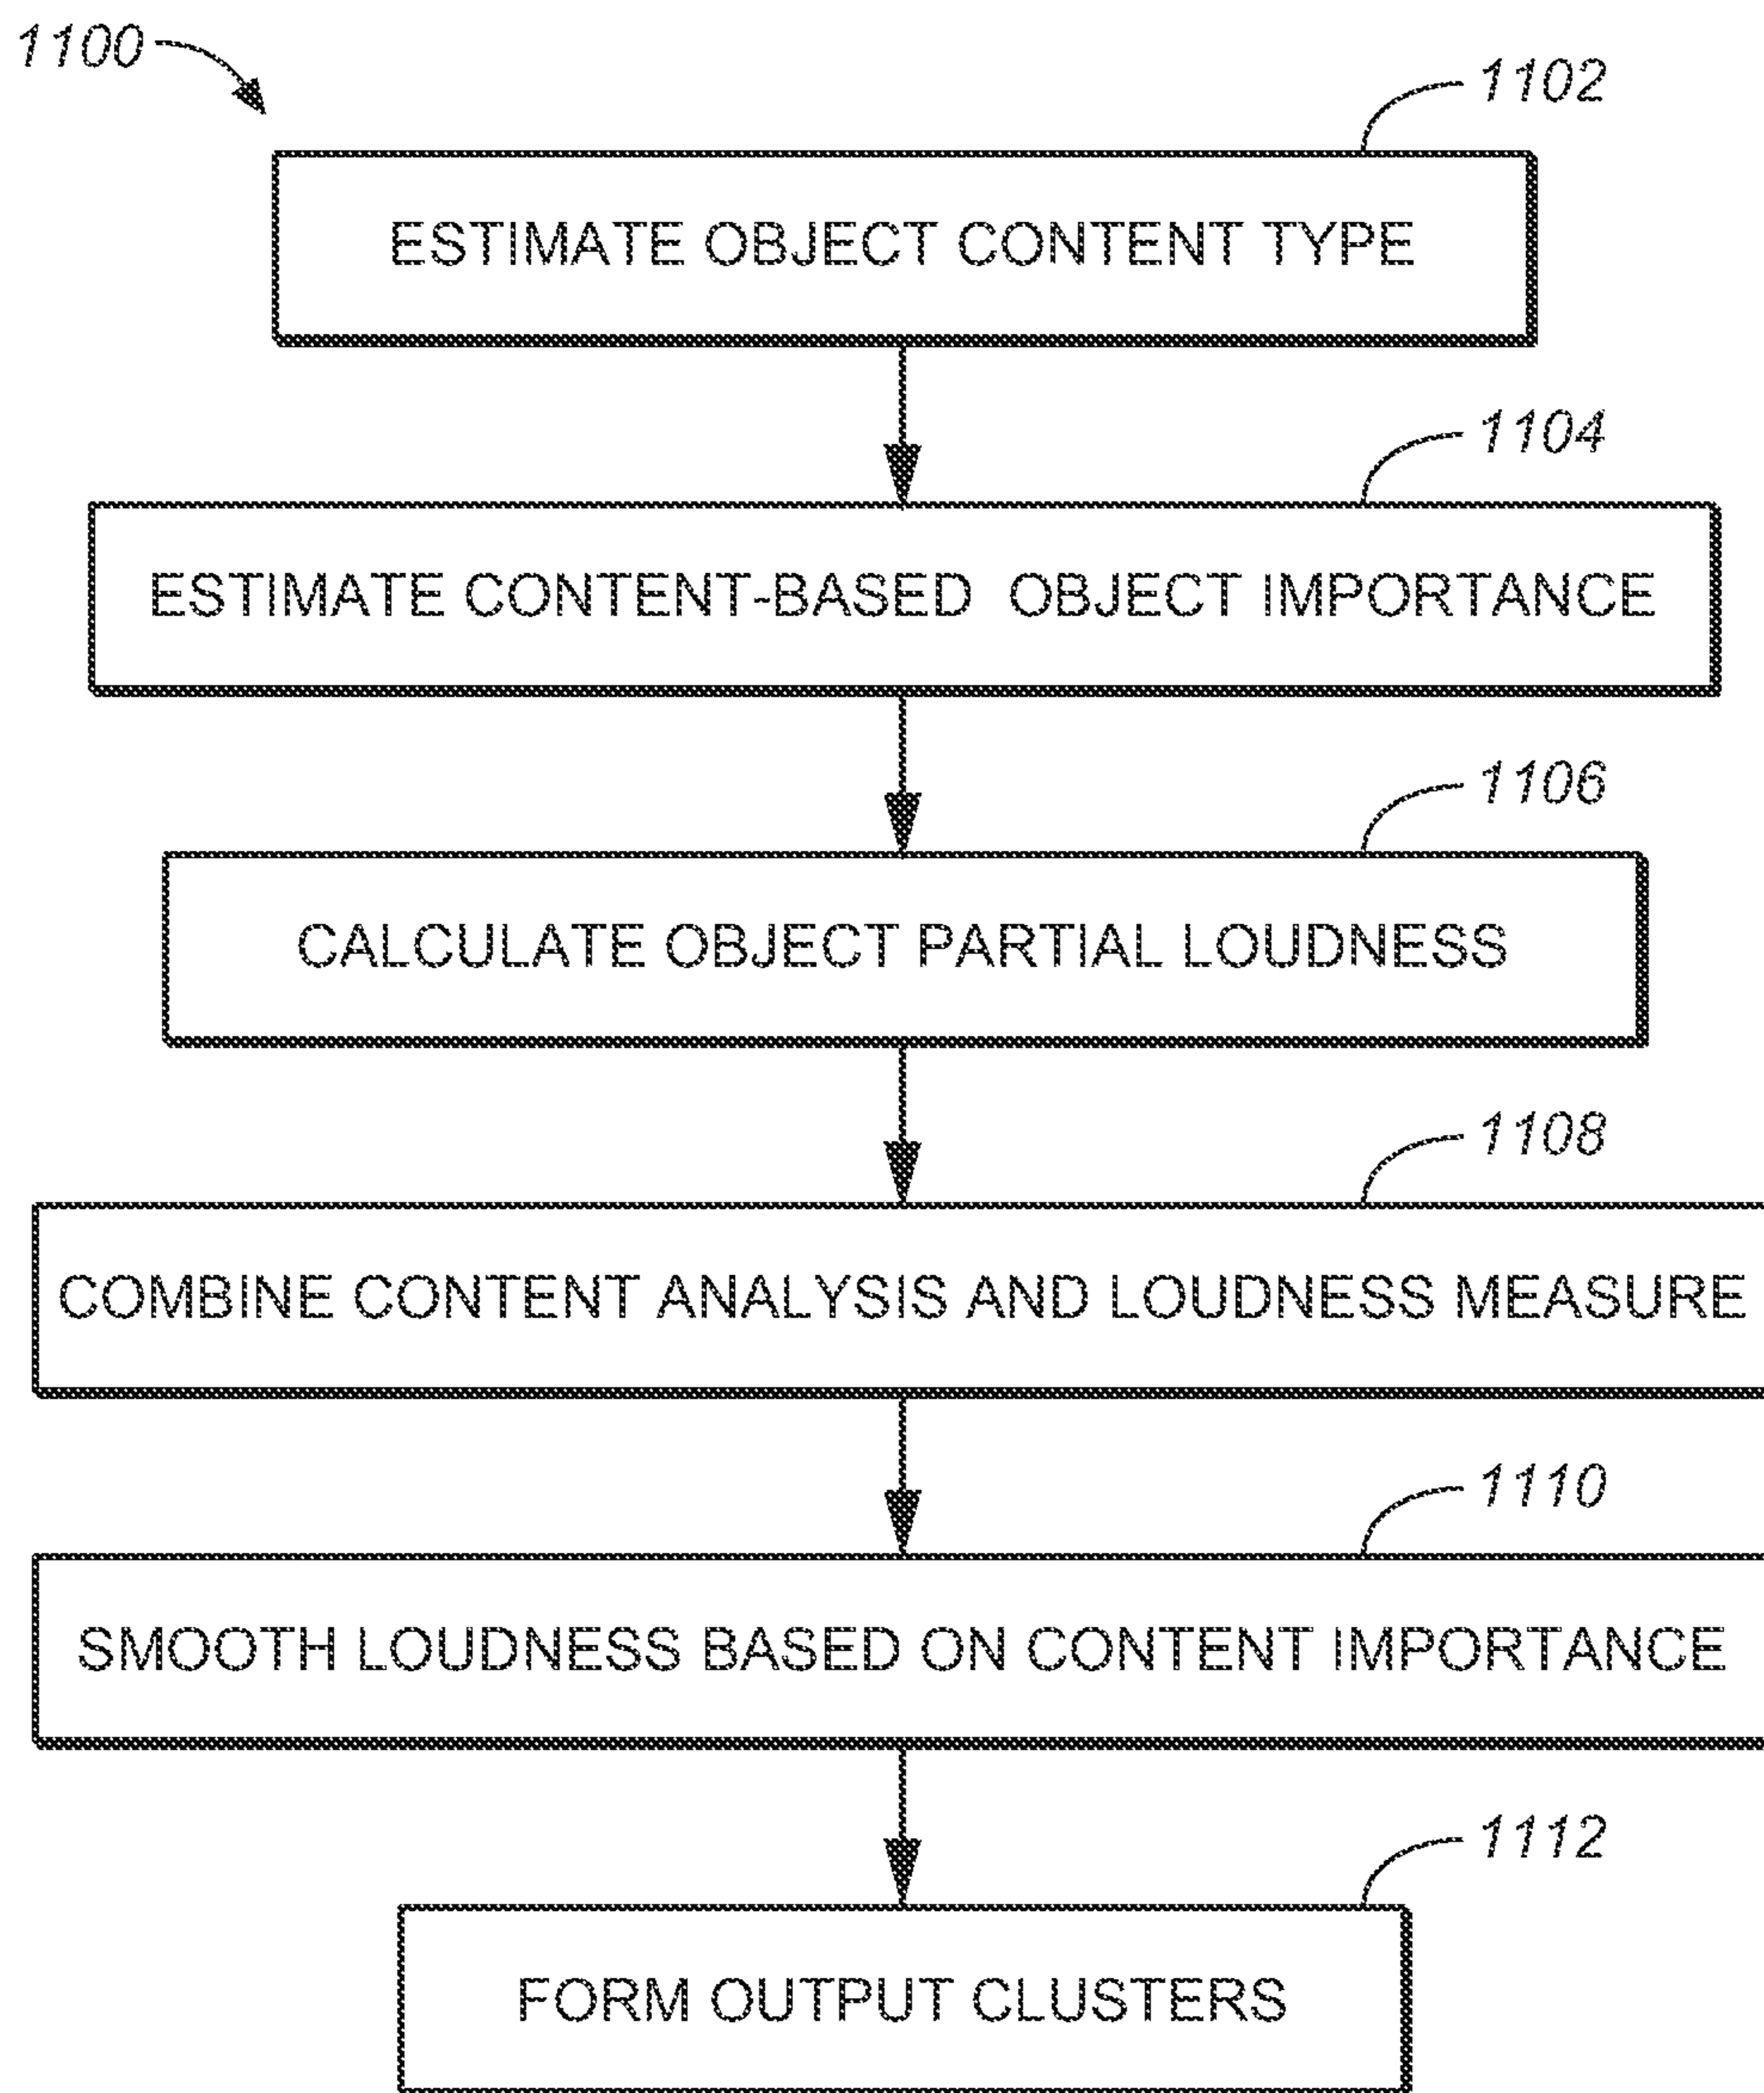 1100
1102
ESTIMATE OBJECT CONTENT TYPE
1104
ESTIMATE CONTENT-BASED OBJECT IMPORTANCE
1106
CALCULATE OBJECT PARTIAL LOUDNESS
1108
COMBINE CONTENT ANALYSIS AND LOUDNESS MEASURE
1110
SMOOTH LOUDNESS BASED ON CONTENT IMPORTANCE
1112
FORM OUTPUT CLUSTERS